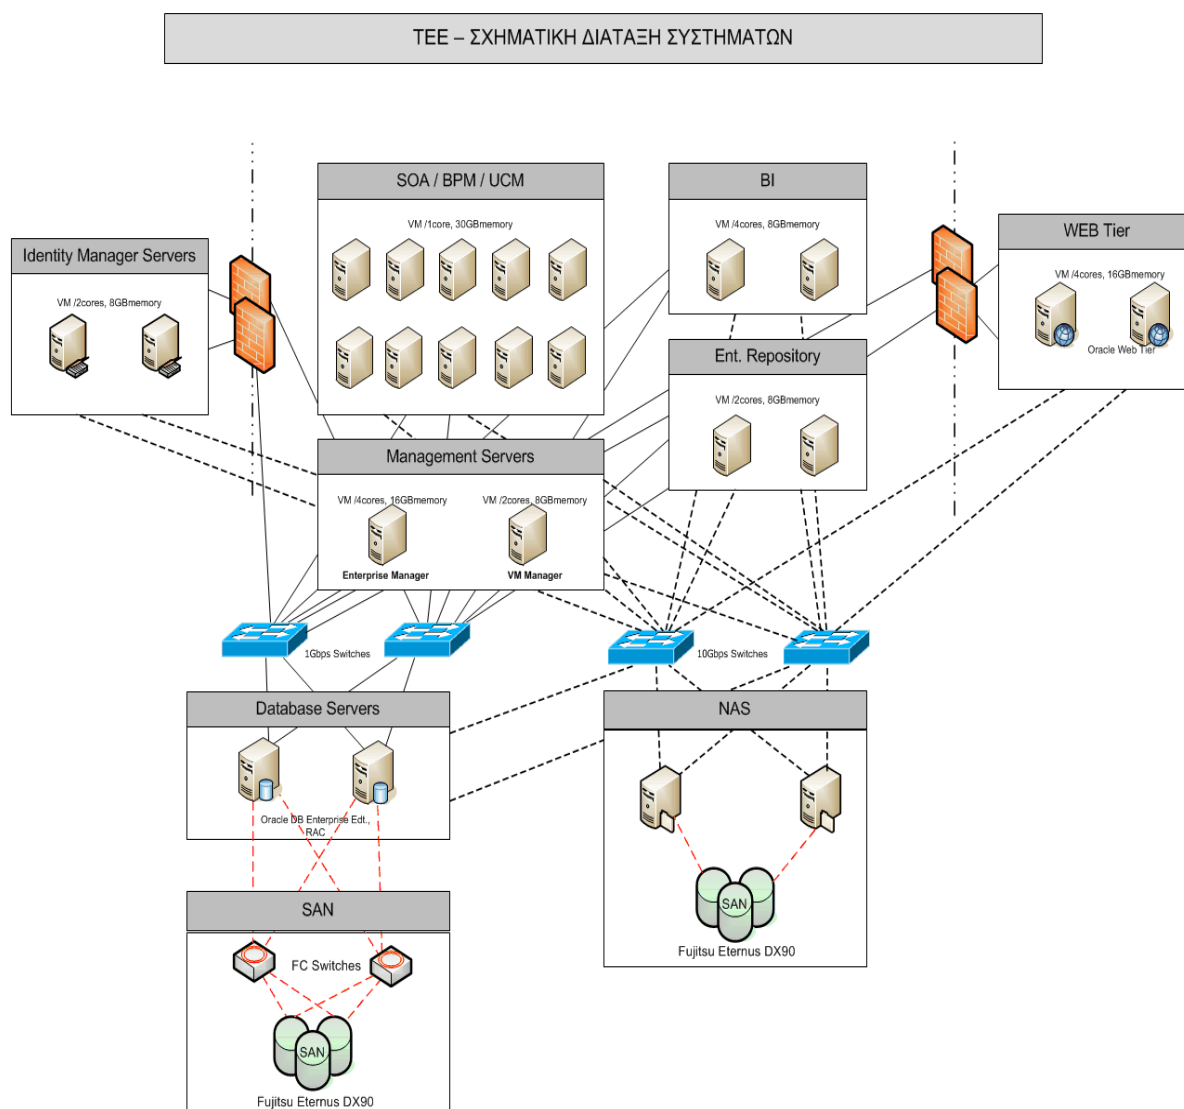 ΤΕΕ – ΣΧΗΜΑΤΙΚΗ ΔΙΑΤΑΞΗ ΣΥΣΤΗΜΑΤΩΝ
SOA / BPM / UCM
VM /1core, 30GBmemory
BI
VM /4cores, 8GBmemory
WEB Tier
VM /4cores, 16GBmemory
Oracle Web Tier
Identity Manager Servers
VM /2cores, 8GBmemory
Ent. Repository
VM /2cores, 8GBmemory
Management Servers
VM /4cores, 16GBmemory
VM /2cores, 8GBmemory
Enterprise Manager
VM Manager
1Gbps Switches
10Gbps Switches
Database Servers
Oracle DB Enterprise Edt.,
RAC
NAS
SAN
Fujitsu Eternus DX90
SAN
FC Switches
SAN
Fujitsu Eternus DX90